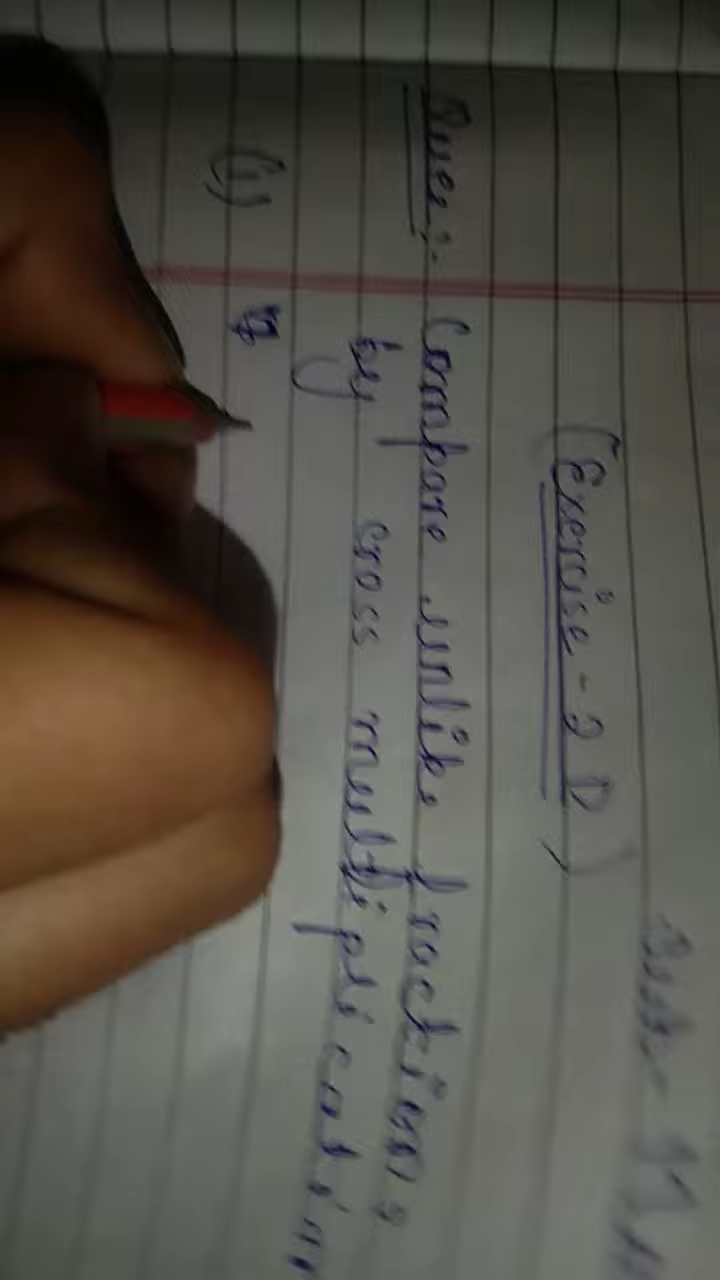 (Exercise - 2 D)
Ques :- Compare unlike fractions
by cross multiplication
(i)